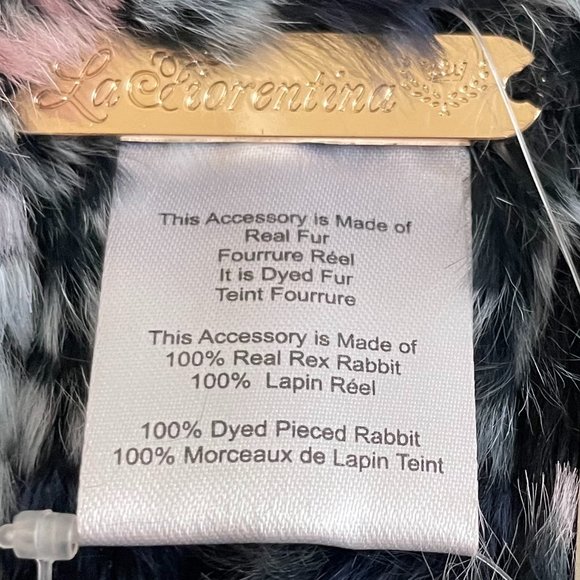 La Fiorentina
This Accessory is Made of
Real Fur
Fourrure Réel
It is Dyed Fur
Teint Fourrure
This Accessory is Made of
100% Real Rex Rabbit
100% Lapin Réel
100% Dyed Pieced Rabbit
100% Morceaux de Lapin Teint